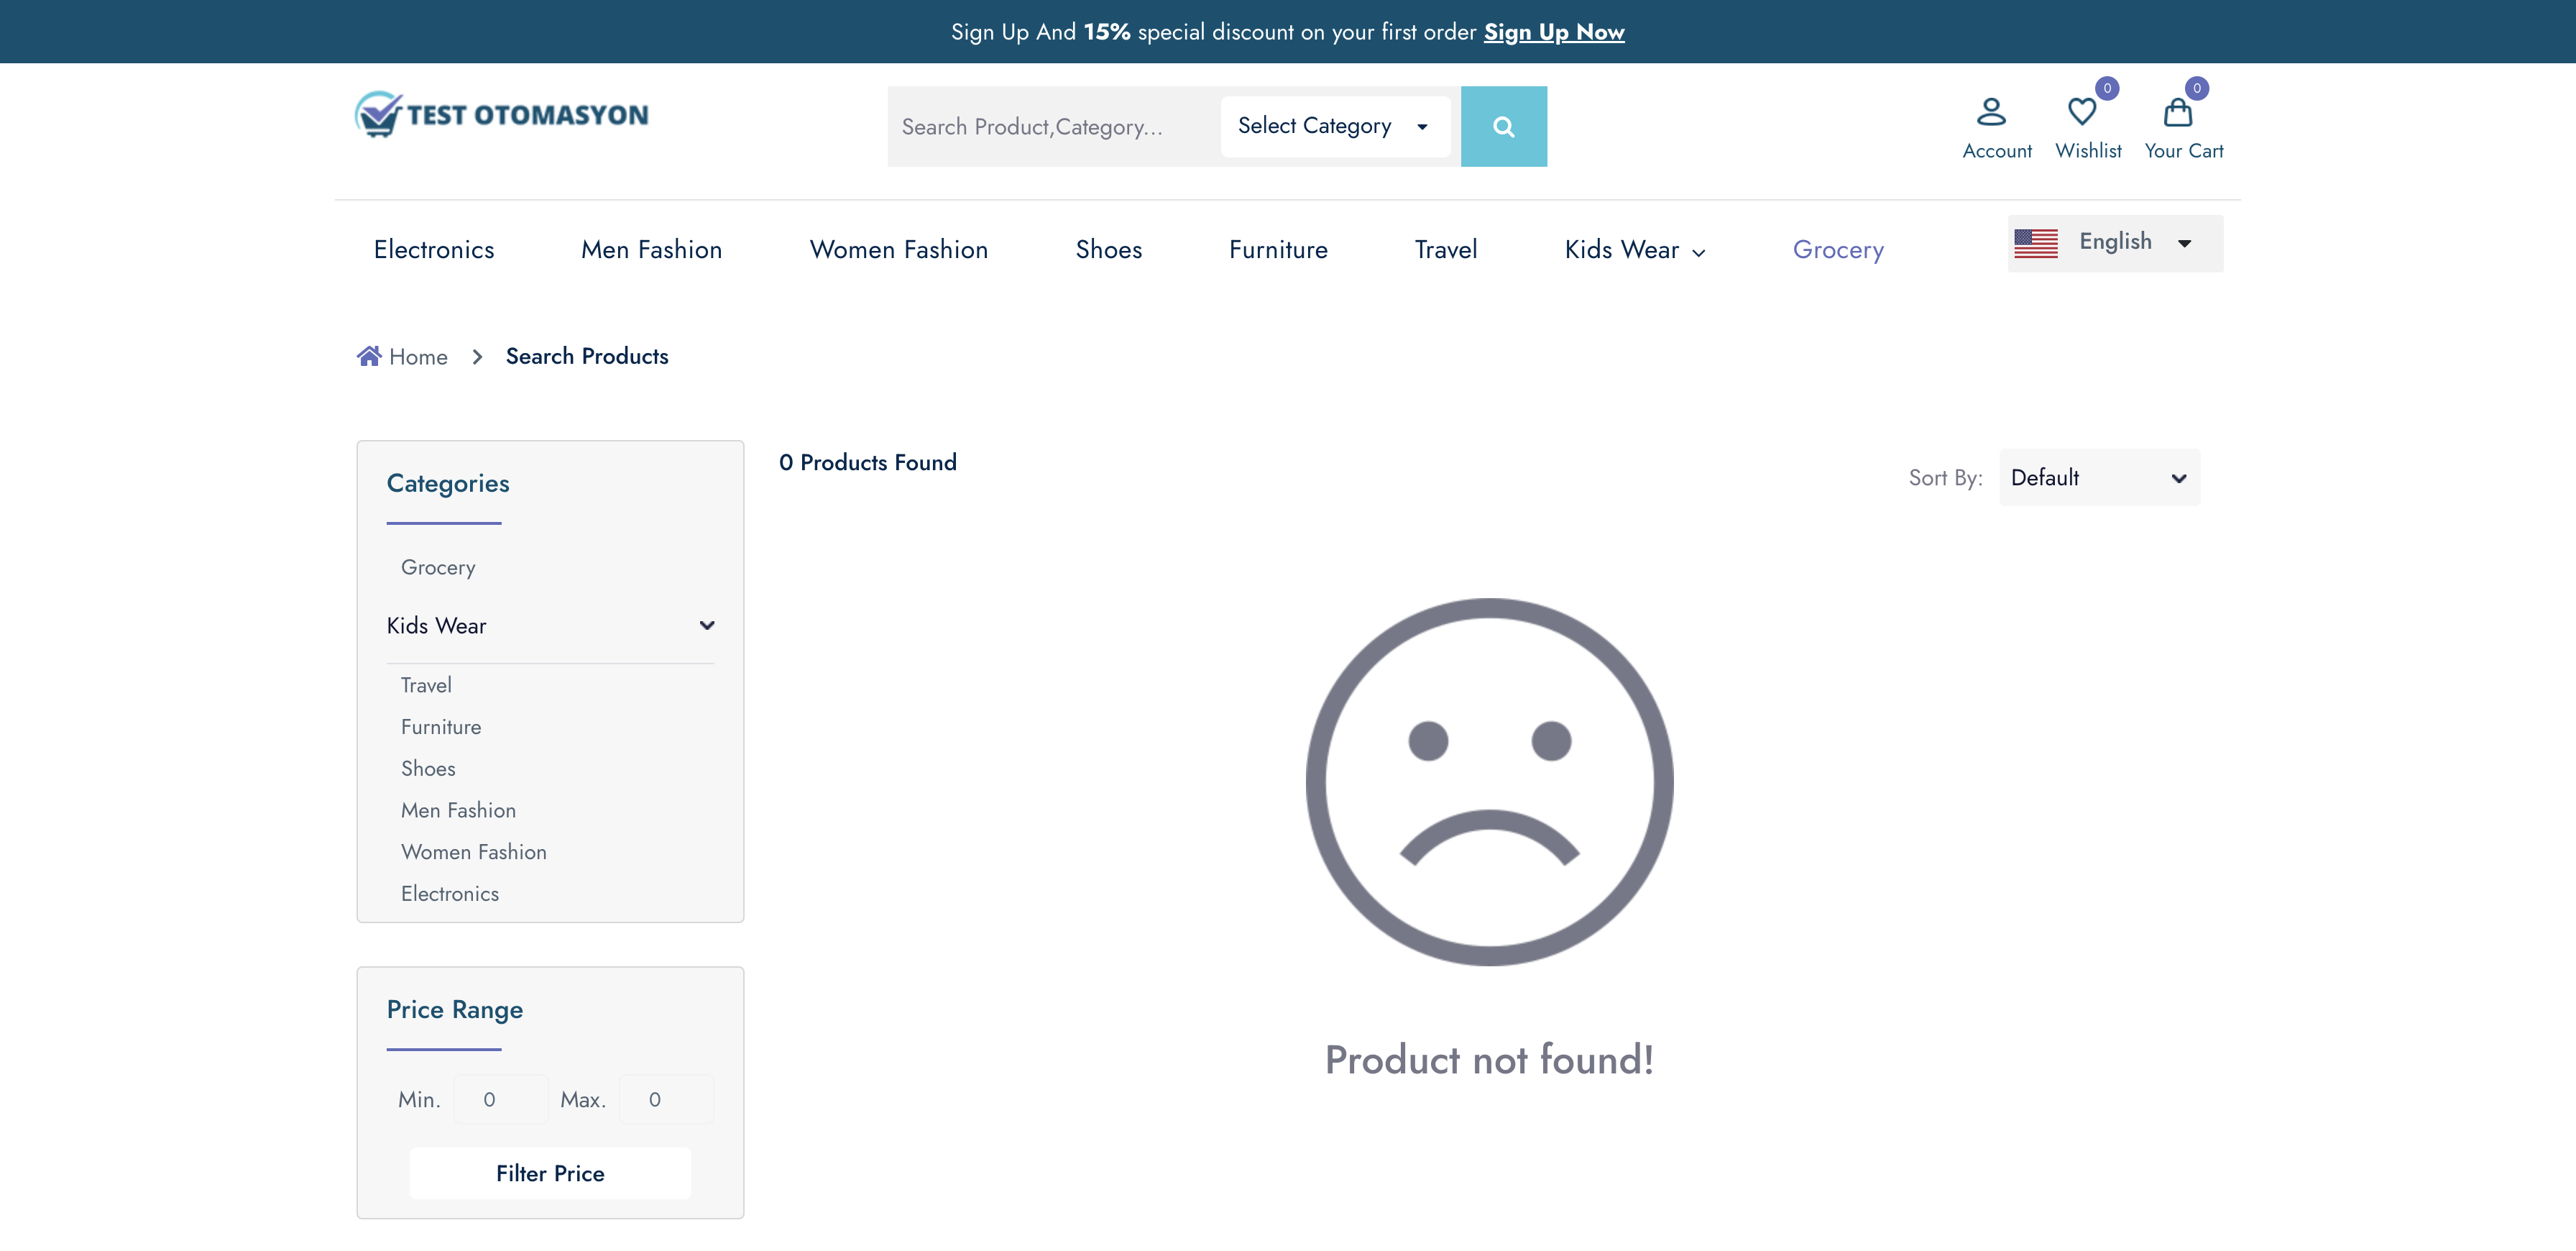 Sign Up And 15% special discount on your first order Sign Up Now
TEST OTOMASYON
Search Product,Category...
Select Category
0
0
Account
Wishlist
Your Cart
Electronics
Men Fashion
Women Fashion
Shoes
Furniture
Travel
Kids Wear
Grocery
English
Home
Search Products
Categories
Grocery
Kids Wear
Travel
Furniture
Shoes
Men Fashion
Women Fashion
Electronics
Price Range
Min. 0 Max. 0
Filter Price
0 Products Found
Sort By: Default
Product not found!